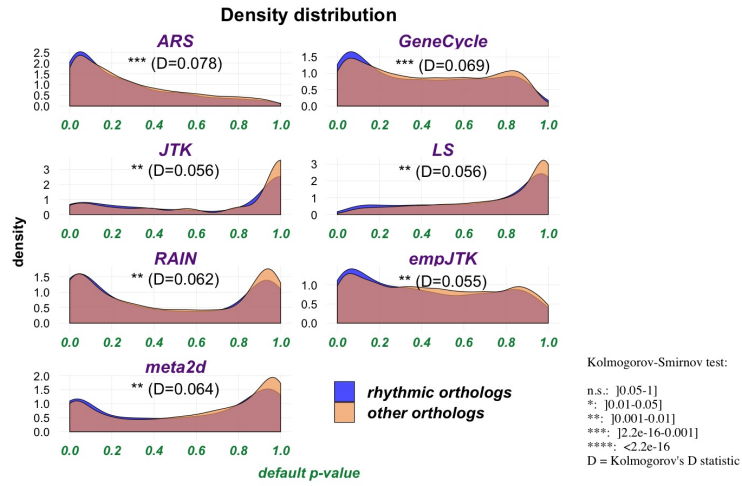 Density distribution
ARS
*** (D=0.078)
2.5
2.0
1.5
1.0
0.5
0.0
0.0 0.2 0.4 0.6 0.8 1.0
GeneCycle
*** (D=0.069)
1.5
1.0
0.5
0.0
0.0 0.2 0.4 0.6 0.8 1.0
JTK
** (D=0.056)
3
2
1
0
0.0 0.2 0.4 0.6 0.8 1.0
LS
** (D=0.056)
3
2
1
0
0.0 0.2 0.4 0.6 0.8 1.0
density
RAIN
** (D=0.062)
1.5
1.0
0.5
0.0
0.0 0.2 0.4 0.6 0.8 1.0
empJTK
** (D=0.055)
1.0
0.5
0.0
0.0 0.2 0.4 0.6 0.8 1.0
meta2d
** (D=0.064)
2.0
1.5
1.0
0.5
0.0
0.0 0.2 0.4 0.6 0.8 1.0
default p-value
rhythmic orthologs
other orthologs
Kolmogorov-Smirnov test:
n.s.: ]0.05-1]
*: ]0.01-0.05]
**: ]0.001-0.01]
***: ]2.2e-16-0.001]
****: <2.2e-16
D = Kolmogorov's D statistic